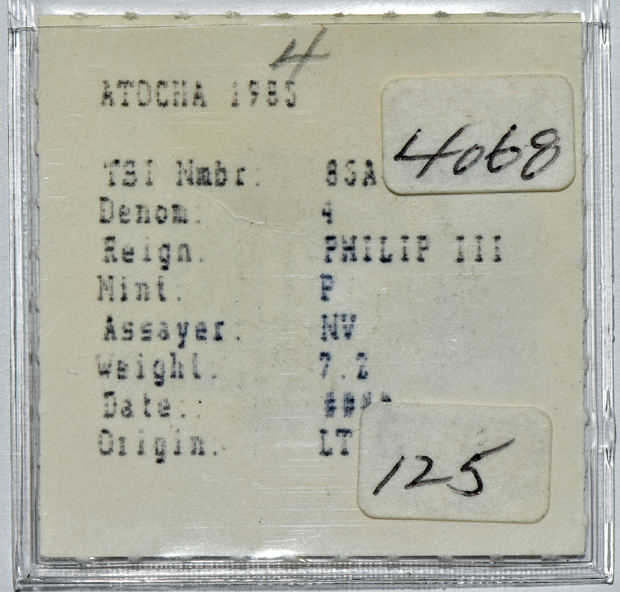 4
ATOCHA 1985
4068
TSI Nmbr: 86A
Denom: 4
Reign: PHILIP III
Mint: P
Assayer: NV
Weight: 7.2
Date: ####
Origin: LT
125